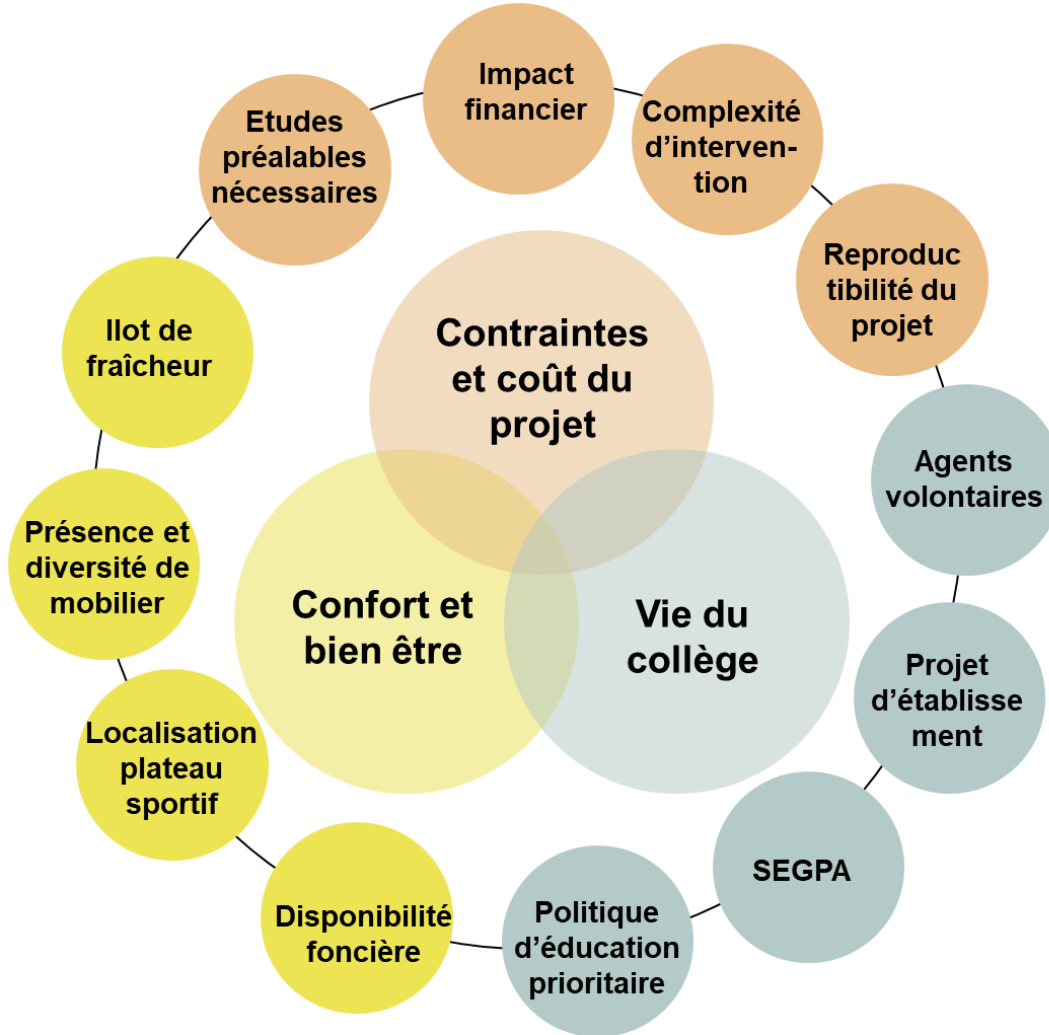 Impact
financier
Complexité
d'interven-
tion
Reproduc
tibilité du
projet
Agents
volontaires
Projet
d'établisse
ment
SEGPA
Politique
d'éducation
prioritaire
Disponibilité
foncière
Localisation
plateau
sportif
Présence et
diversité de
mobilier
Ilot de
fraîcheur
Etudes
préalables
nécessaires
Contraintes
et coût du
projet
Confort et
bien être
Vie du
collège